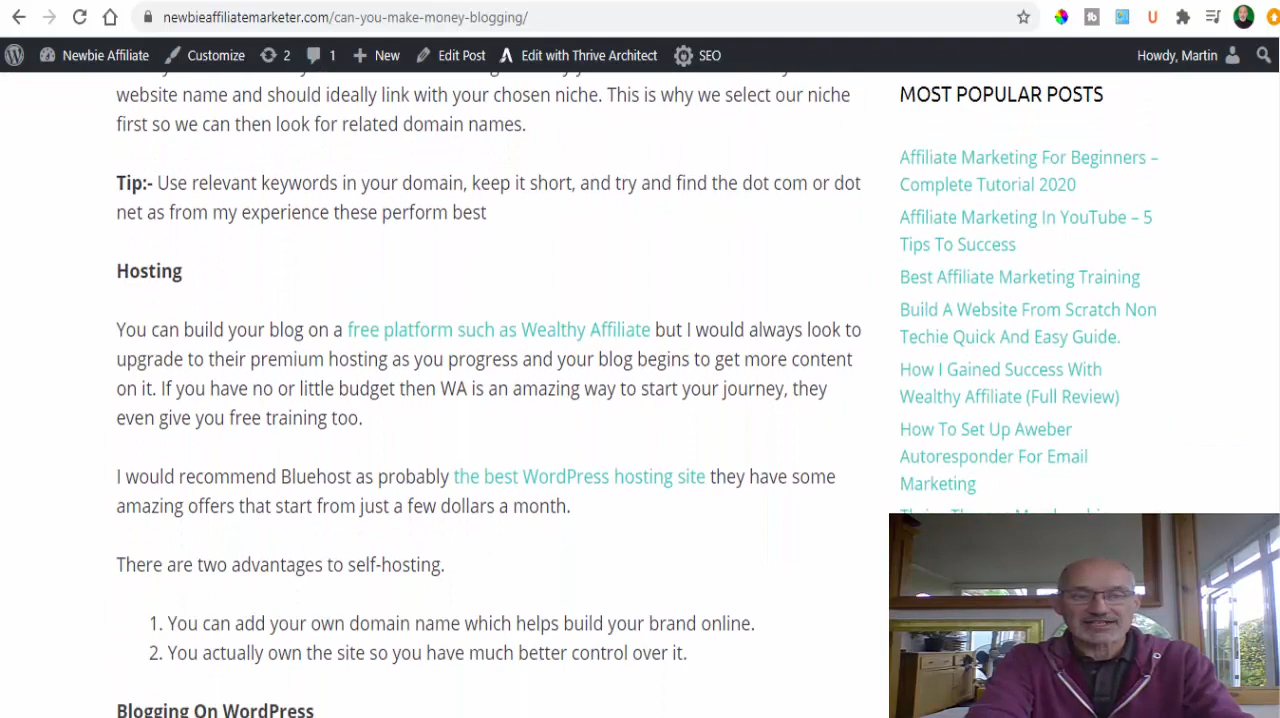 newbieaffiliatemarketer.com/can-you-make-money-blogging/
Newbie Affiliate
Customize
2
1
New
Edit Post
Edit with Thrive Architect
SEO
Howdy, Martin
website name and should ideally link with your chosen niche. This is why we select our niche
first so we can then look for related domain names.
Tip:- Use relevant keywords in your domain, keep it short, and try and find the dot com or dot
net as from my experience these perform best
Hosting
You can build your blog on a free platform such as Wealthy Affiliate but I would always look to
upgrade to their premium hosting as you progress and your blog begins to get more content
on it. If you have no or little budget then WA is an amazing way to start your journey, they
even give you free training too.
I would recommend Bluehost as probably the best WordPress hosting site they have some
amazing offers that start from just a few dollars a month.
There are two advantages to self-hosting.
1. You can add your own domain name which helps build your brand online.
2. You actually own the site so you have much better control over it.
Blogging On WordPress
MOST POPULAR POSTS
Affiliate Marketing For Beginners –
Complete Tutorial 2020
Affiliate Marketing In YouTube – 5
Tips To Success
Best Affiliate Marketing Training
Build A Website From Scratch Non
Techie Quick And Easy Guide.
How I Gained Success With
Wealthy Affiliate (Full Review)
How To Set Up Aweber
Autoresponder For Email
Marketing